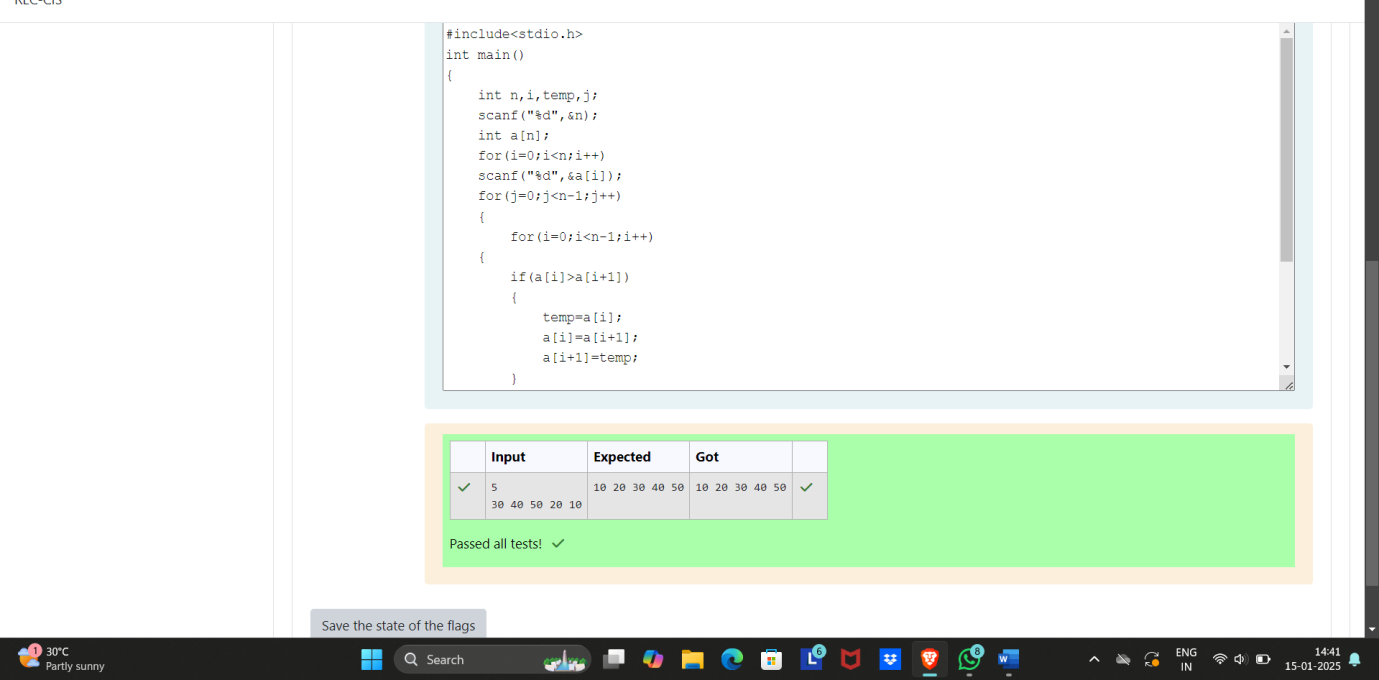 REC-CIS
#include<stdio.h>
int main()
{
    int n,i,temp,j;
    scanf("%d",&n);
    int a[n];
    for(i=0;i<n;i++)
    scanf("%d",&a[i]);
    for(j=0;j<n-1;j++)
    {
        for(i=0;i<n-1;i++)
    {
        if(a[i]>a[i+1])
        {
            temp=a[i];
            a[i]=a[i+1];
            a[i+1]=temp;
        }
Input Expected Got
5 10 20 30 40 50 10 20 30 40 50
30 40 50 20 10
Passed all tests!
Save the state of the flags
1 30°C
Partly sunny
Search
6
8
ENG
IN
14:41
15-01-2025